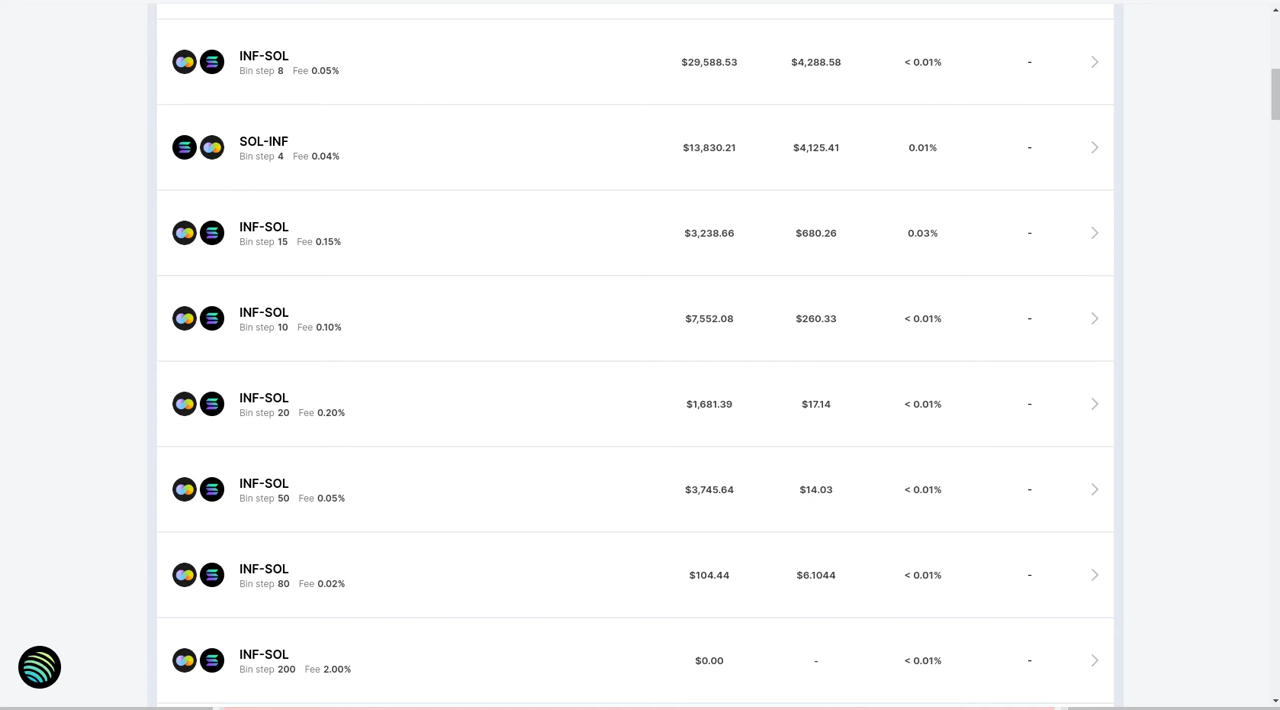 INF-SOL
Bin step 8 Fee 0.05%
$29,588.53 $4,288.58 < 0.01% -
SOL-INF
Bin step 4 Fee 0.04%
$13,830.21 $4,125.41 0.01% -
INF-SOL
Bin step 15 Fee 0.15%
$3,238.66 $680.26 0.03% -
INF-SOL
Bin step 10 Fee 0.10%
$7,552.08 $260.33 < 0.01% -
INF-SOL
Bin step 20 Fee 0.20%
$1,681.39 $17.14 < 0.01% -
INF-SOL
Bin step 50 Fee 0.05%
$3,745.64 $14.03 < 0.01% -
INF-SOL
Bin step 80 Fee 0.02%
$104.44 $6.1044 < 0.01% -
INF-SOL
Bin step 200 Fee 2.00%
$0.00 - < 0.01% -